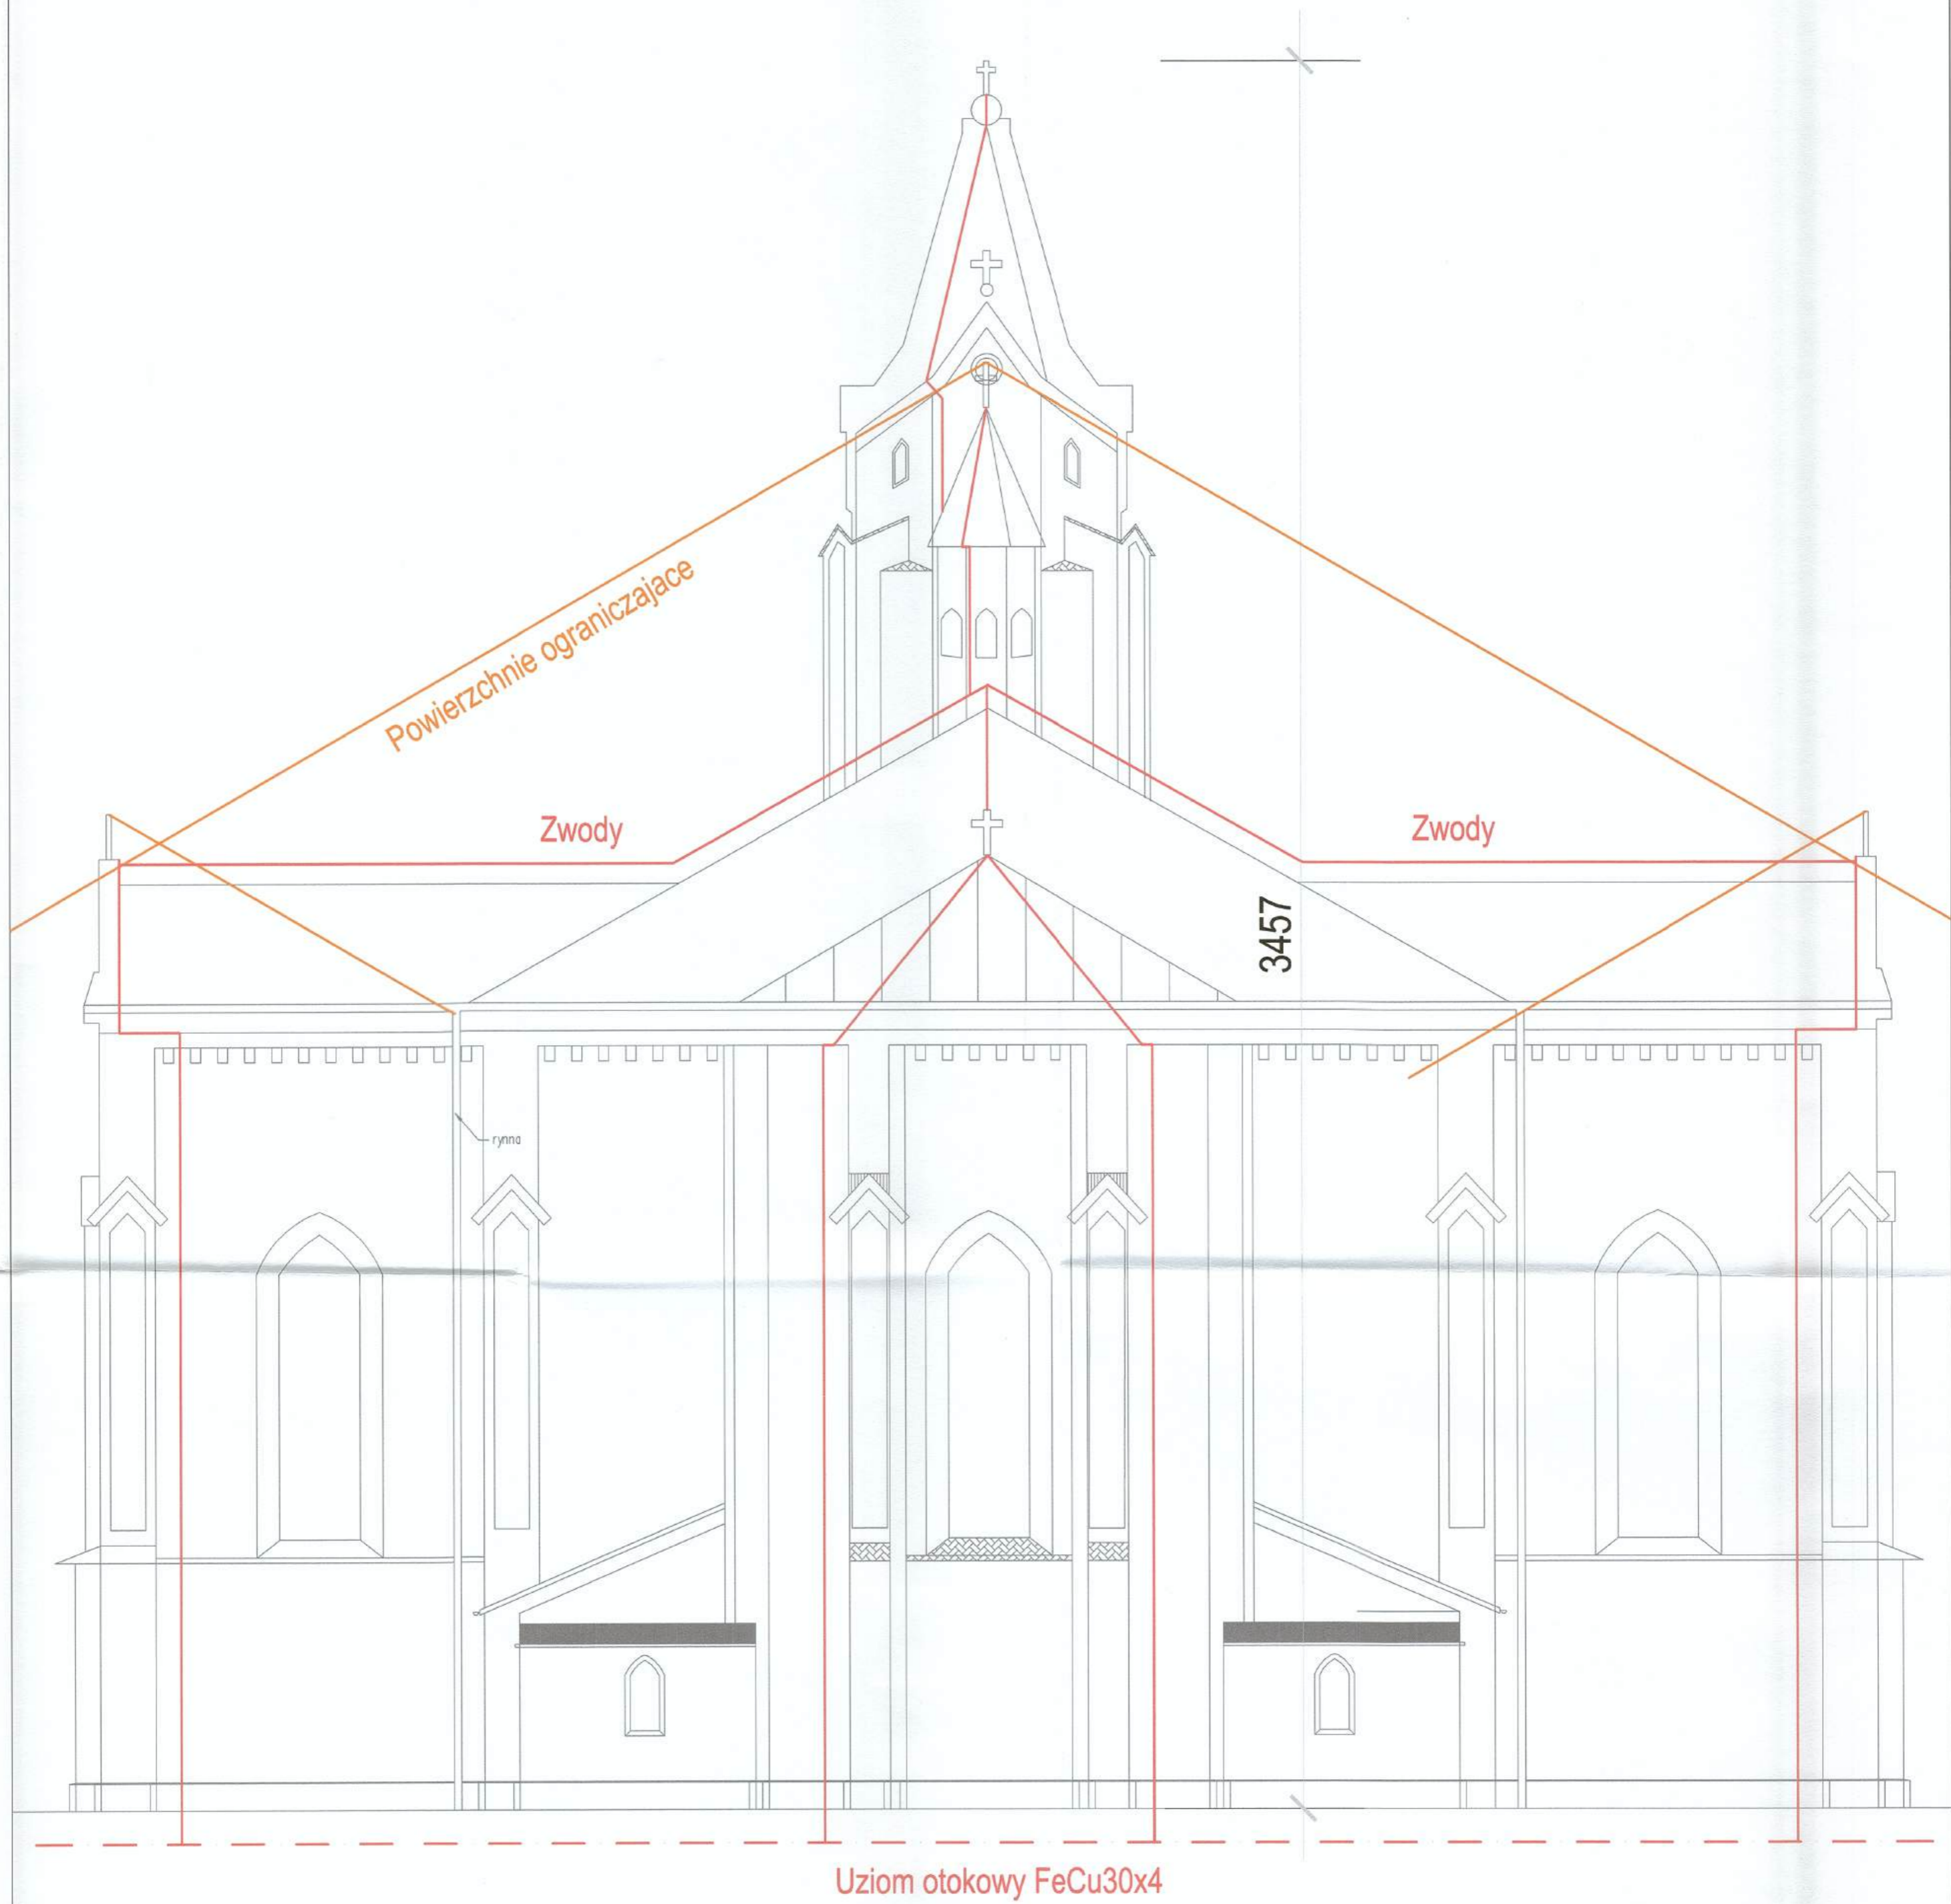 Powierzchnie ograniczajace
Zwody
Zwody
3457
rynna
Uziom otokowy FeCu30x4